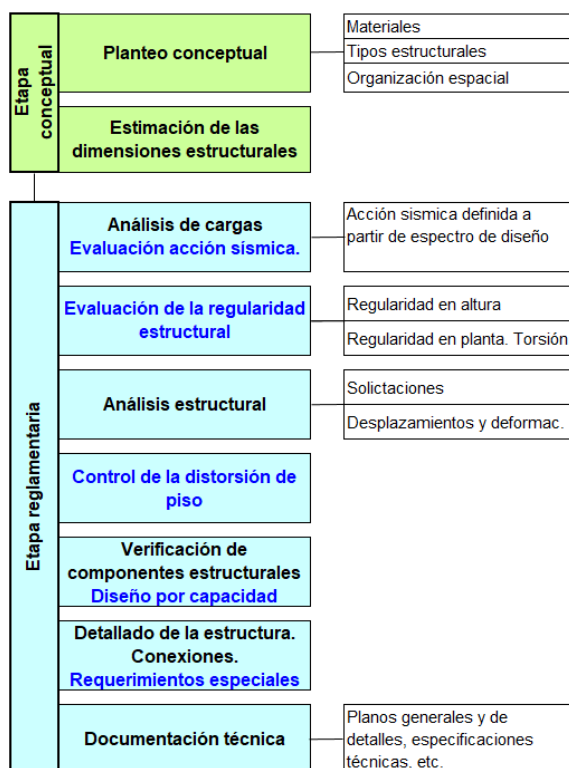 Etapa
conceptual
Planteo conceptual
Materiales
Tipos estructurales
Organización espacial
Estimación de las
dimensiones estructurales
Etapa reglamentaria
Análisis de cargas
Evaluación acción sísmica.
Acción sismica definida a
partir de espectro de diseño
Evaluación de la regularidad
estructural
Regularidad en altura
Regularidad en planta. Torsión
Análisis estructural
Solictaciones
Desplazamientos y deformac.
Control de la distorsión de
piso
Verificación de
componentes estructurales
Diseño por capacidad
Detallado de la estructura.
Conexiones.
Requerimientos especiales
Documentación técnica
Planos generales y de
detalles, especificaciones
técnicas, etc.